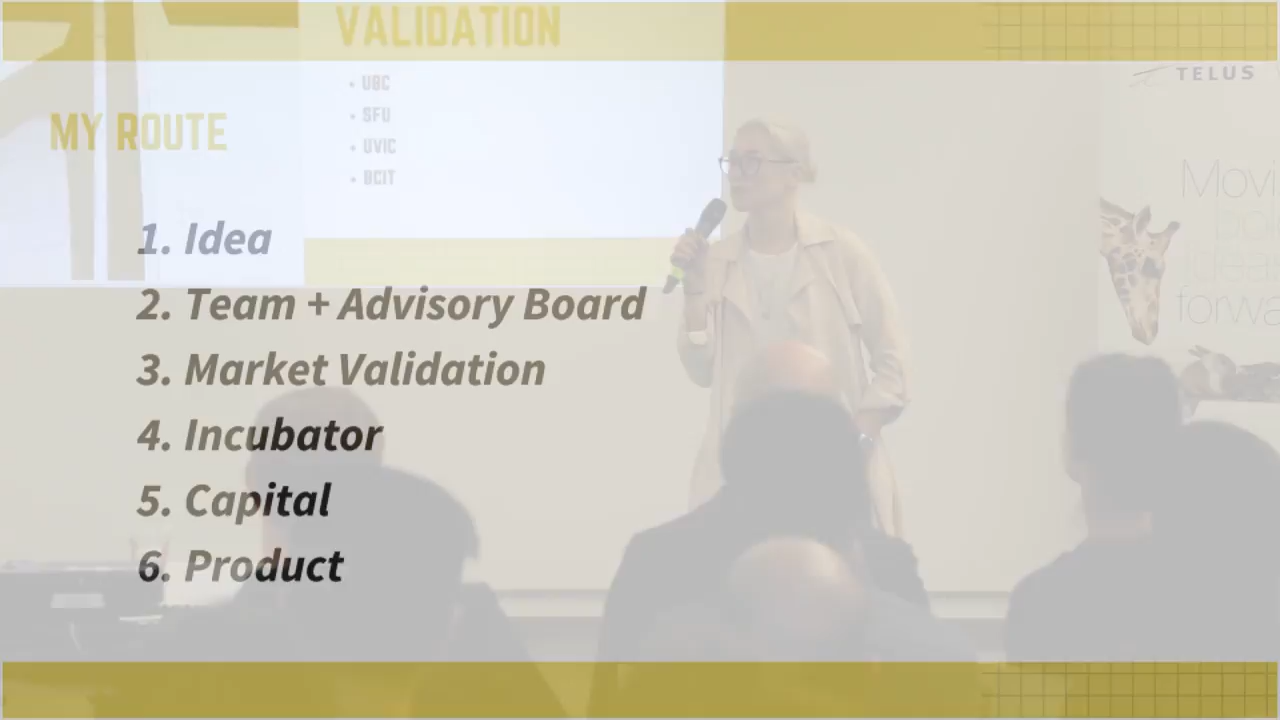 VALIDATION
• UBC
• SFU
• UVIC
• BCIT
TELUS
MY ROUTE
1. Idea
2. Team + Advisory Board
3. Market Validation
4. Incubator
5. Capital
6. Product
forwa